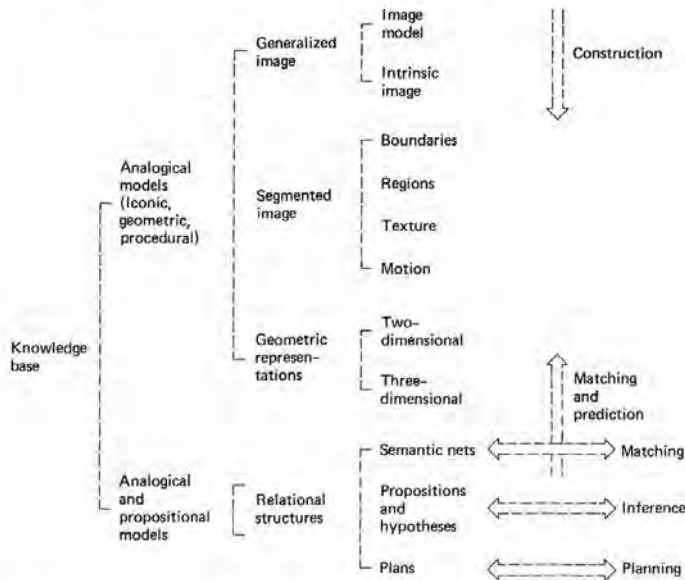 Image
model
Generalized
image
Construction
Intrinsic
image
Boundaries
Analogical
models
(Iconic,
geometric,
procedural)
Segmented
image
Regions
Texture
Motion
Two-
dimensional
Knowledge
base
Geometric
represen-
tations
Three-
dimensional
Matching
and
prediction
Semantic nets
Matching
Analogical
and
propositional
models
Relational
structures
Propositions
and
hypotheses
Inference
Plans
Planning